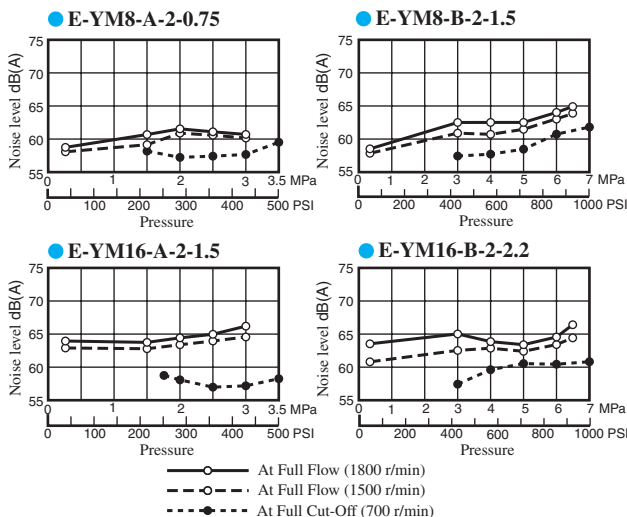 E-YM8-A-2-0.75
75
70
65
60
55
Noise level dB(A)
0 1 2 3 3.5 MPa
0 100 200 300 400 500 PSI
Pressure
E-YM8-B-2-1.5
75
70
65
60
55
Noise level dB(A)
0 1 2 3 4 5 6 7 MPa
0 200 400 600 800 1000 PSI
Pressure
E-YM16-A-2-1.5
75
70
65
60
55
Noise level dB(A)
0 1 2 3 3.5 MPa
0 100 200 300 400 500 PSI
Pressure
E-YM16-B-2-2.2
75
70
65
60
55
Noise level dB(A)
0 1 2 3 4 5 6 7 MPa
0 200 400 600 800 1000 PSI
Pressure
At Full Flow (1800 r/min)
At Full Flow (1500 r/min)
At Full Cut-Off (700 r/min)